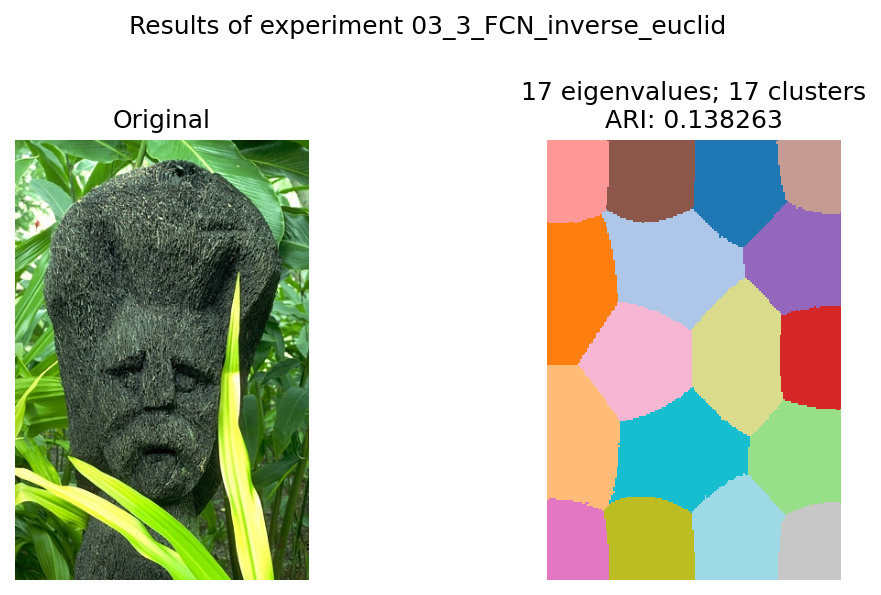 Results of experiment 03_3_FCN_inverse_euclid
Original
17 eigenvalues; 17 clusters
ARI: 0.138263